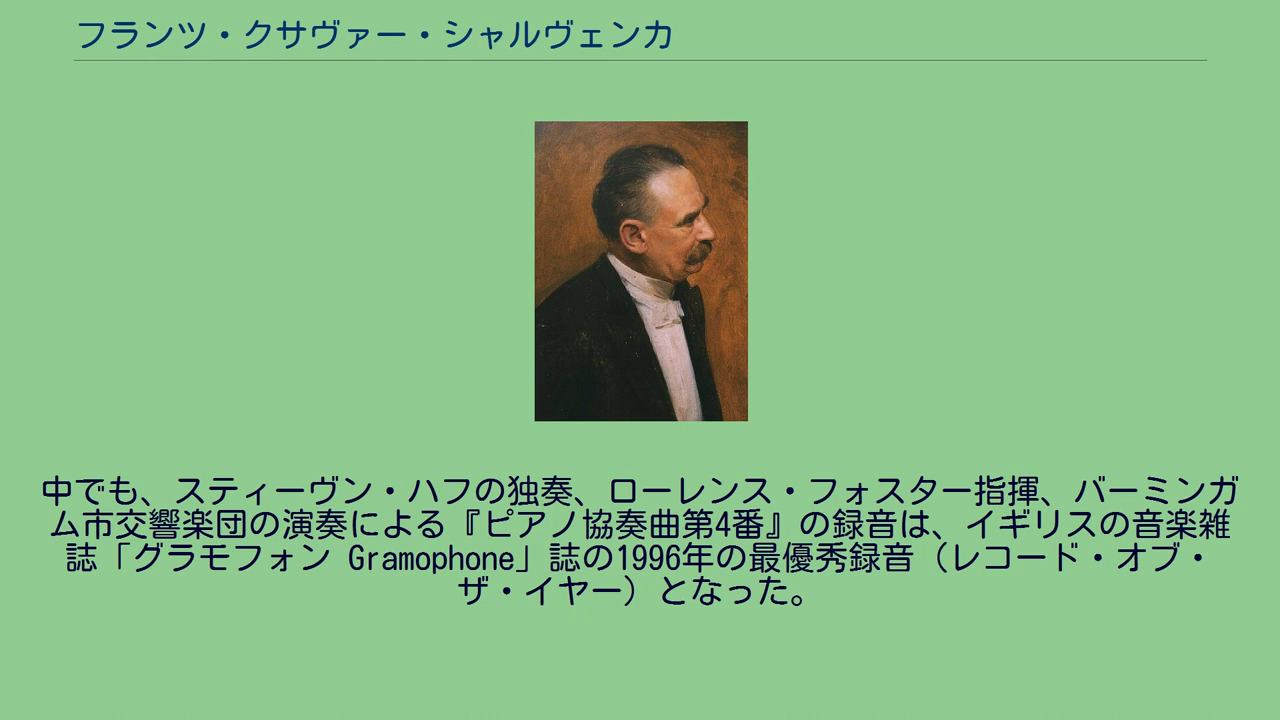 フランツ・クサヴァー・シャルヴェンカ
中でも、スティーヴン・ハフの独奏、ローレンス・フォスター指揮、バーミンガ
ム市交響楽団の演奏による『ピアノ協奏曲第4番』の録音は、イギリスの音楽雑
誌「グラモフォン Gramophone」誌の1996年の最優秀録音（レコード・オブ・
ザ・イヤー）となった。